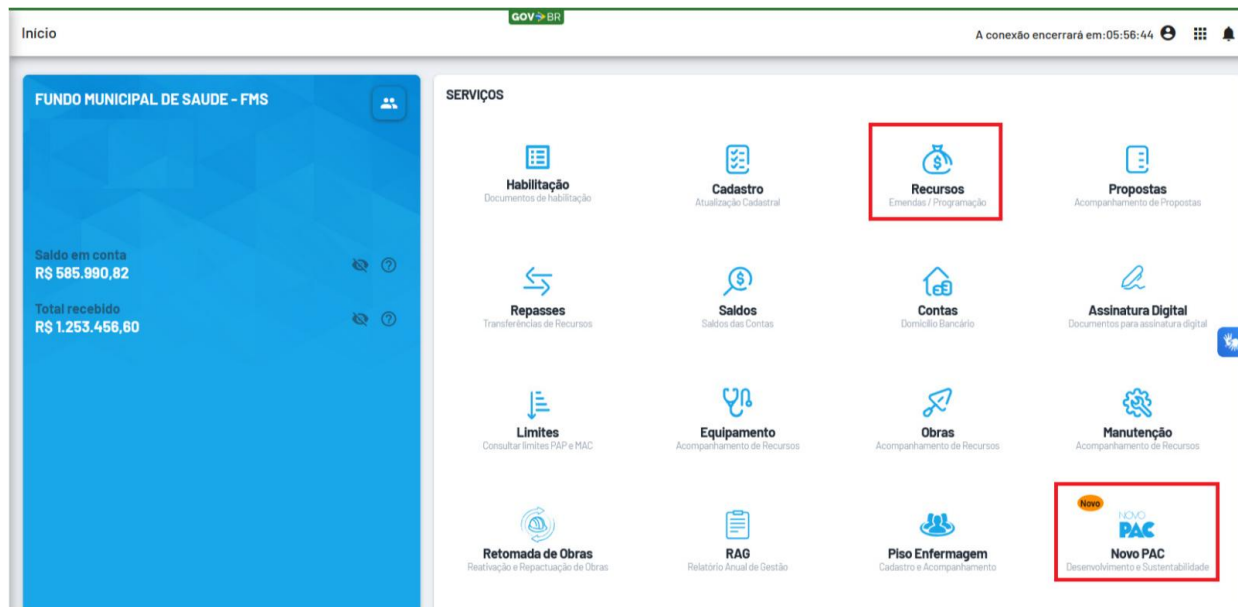 GOV BR
Início
A conexão encerrará em:05:56:44
FUNDO MUNICIPAL DE SAUDE - FMS
Saldo em conta
R$ 585.990,82
Total recebido
R$ 1.253.456,60
SERVIÇOS
Habilitação
Documentos de habilitação
Cadastro
Atualização Cadastral
Recursos
Emendas / Programação
Propostas
Acompanhamento de Propostas
Repasses
Transferências de Recursos
Saldos
Saldos das Contas
Contas
Domicílio Bancário
Assinatura Digital
Documentos para assinatura digital
Limites
Consultar limites PAP e MAC
Equipamento
Acompanhamento de Recursos
Obras
Acompanhamento de Recursos
Manutenção
Acompanhamento de Recursos
Retomada de Obras
Reativação e Repactuação de Obras
RAG
Relatório Anual de Gestão
Piso Enfermagem
Cadastro e Acompanhamento
Novo
NOVO
PAC
Novo PAC
Desenvolvimento e Sustentabilidade